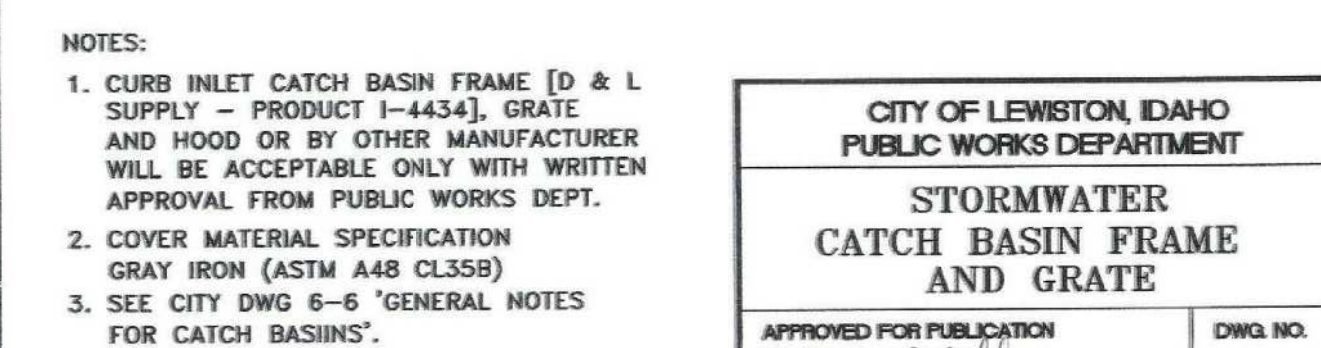 NOTES:
1. CURB INLET CATCH BASIN FRAME [D & L
SUPPLY – PRODUCT I–4434], GRATE
AND HOOD OR BY OTHER MANUFACTURER
WILL BE ACCEPTABLE ONLY WITH WRITTEN
APPROVAL FROM PUBLIC WORKS DEPT.
2. COVER MATERIAL SPECIFICATION
GRAY IRON (ASTM A48 CL35B)
3. SEE CITY DWG 6–6 'GENERAL NOTES
FOR CATCH BASIINS'.
CITY OF LEWISTON, IDAHO
PUBLIC WORKS DEPARTMENT
STORMWATER
CATCH BASIN FRAME
AND GRATE
APPROVED FOR PUBLICATION
DWG. NO.